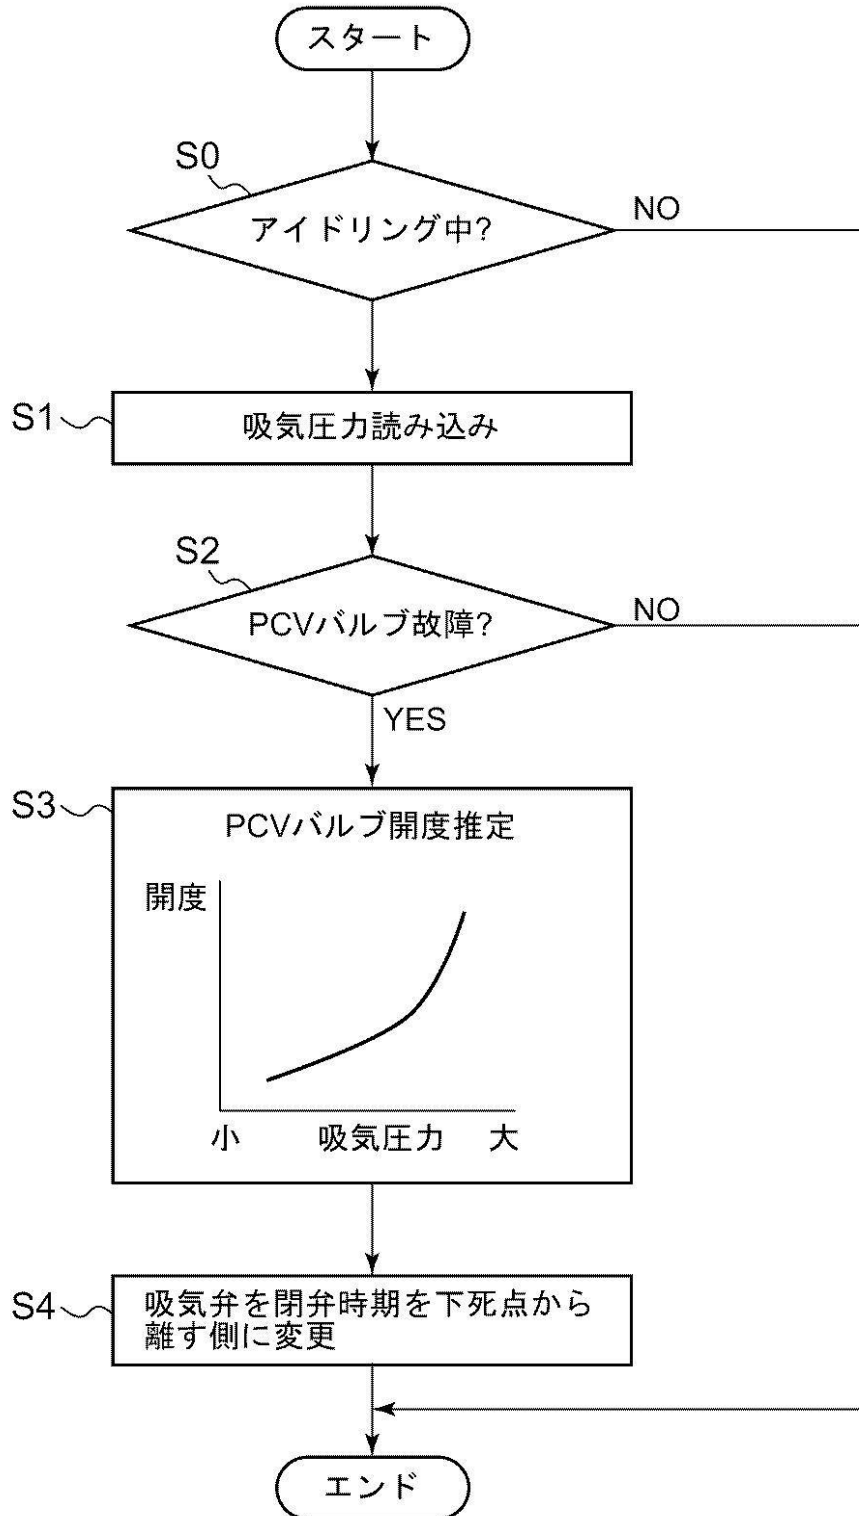 スタート
S0
アイドリング中?
NO
S1
吸気圧力読み込み
S2
PCVバルブ故障?
NO
YES
S3
PCVバルブ開度推定
開度
小 吸気圧力 大
S4
吸気弁を閉弁時期を下死点から
離す側に変更
エンド